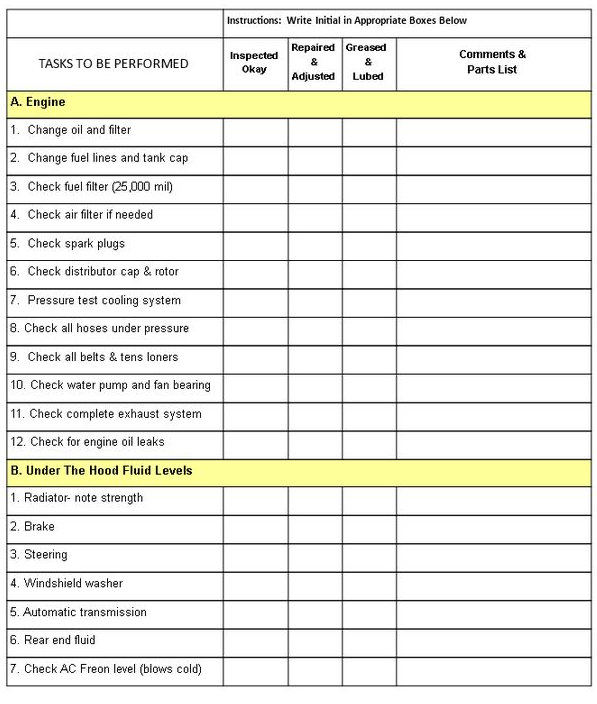 Instructions: Write Initial in Appropriate Boxes Below
TASKS TO BE PERFORMED
Inspected
Okay
Repaired
&
Adjusted
Greased
&
Lubed
Comments &
Parts List
A. Engine
1. Change oil and filter
2. Change fuel lines and tank cap
3. Check fuel filter (25,000 mil)
4. Check air filter if needed
5. Check spark plugs
6. Check distributor cap & rotor
7. Pressure test cooling system
8. Check all hoses under pressure
9. Check all belts & tens loners
10. Check water pump and fan bearing
11. Check complete exhaust system
12. Check for engine oil leaks
B. Under The Hood Fluid Levels
1. Radiator- note strength
2. Brake
3. Steering
4. Windshield washer
5. Automatic transmission
6. Rear end fluid
7. Check AC Freon level (blows cold)